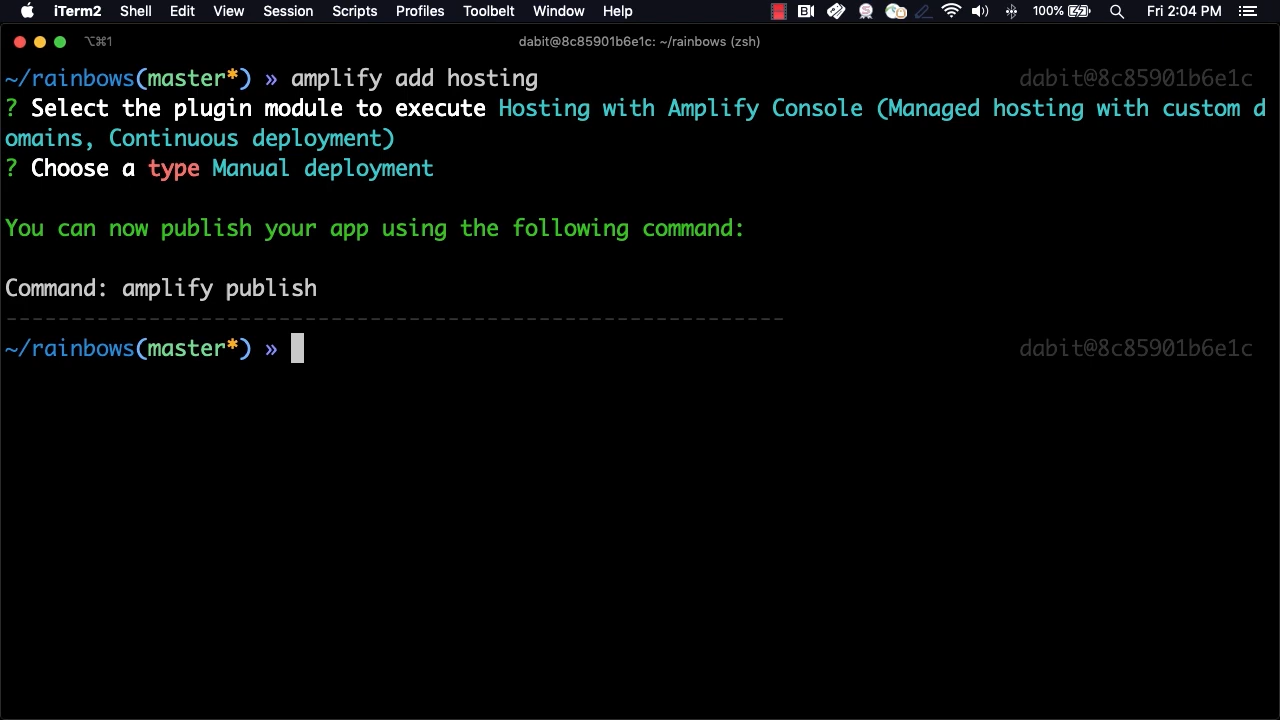 iTerm2 Shell Edit View Session Scripts Profiles Toolbelt Window Help 100% Fri 2:04 PM
⌥⌘1 dabit@8c85901b6e1c: ~/rainbows (zsh)
~/rainbows(master*) » amplify add hosting dabit@8c85901b6e1c
? Select the plugin module to execute Hosting with Amplify Console (Managed hosting with custom d
omains, Continuous deployment)
? Choose a type Manual deployment
You can now publish your app using the following command:
Command: amplify publish
------------------------------------------------------------
~/rainbows(master*) » dabit@8c85901b6e1c